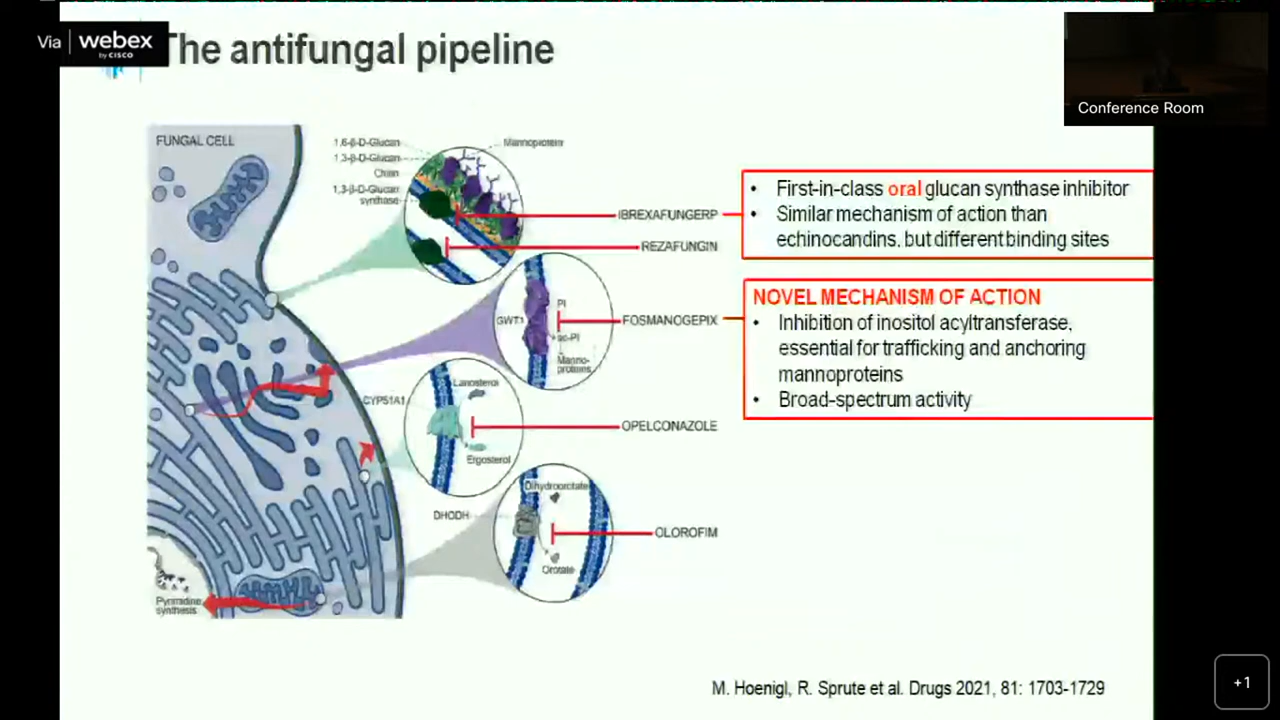 Via webex
by CISCO
The antifungal pipeline
Conference Room
FUNGAL CELL
1,6-β-D-Glucan
1,3-β-D-Glucan
Chitin
1,3-β-D-Glucan
synthase
Mannoprotein
IBREXAFUNGERP
REZAFUNGIN
• First-in-class oral glucan synthase inhibitor
• Similar mechanism of action than
echinocandins, but different binding sites
GWT1
PI
ac-PI
Manno-
proteins
FOSMANOGEPIX
NOVEL MECHANISM OF ACTION
• Inhibition of inositol acyltransferase,
essential for trafficking and anchoring
mannoproteins
• Broad-spectrum activity
CYP51A1
Lanosterol
Ergosterol
OPELCONAZOLE
DHODH
Dihydroorotate
Orotate
OLOROFIM
Pyrimidine
synthesis
M. Hoenigl, R. Sprute et al. Drugs 2021, 81: 1703-1729
+1